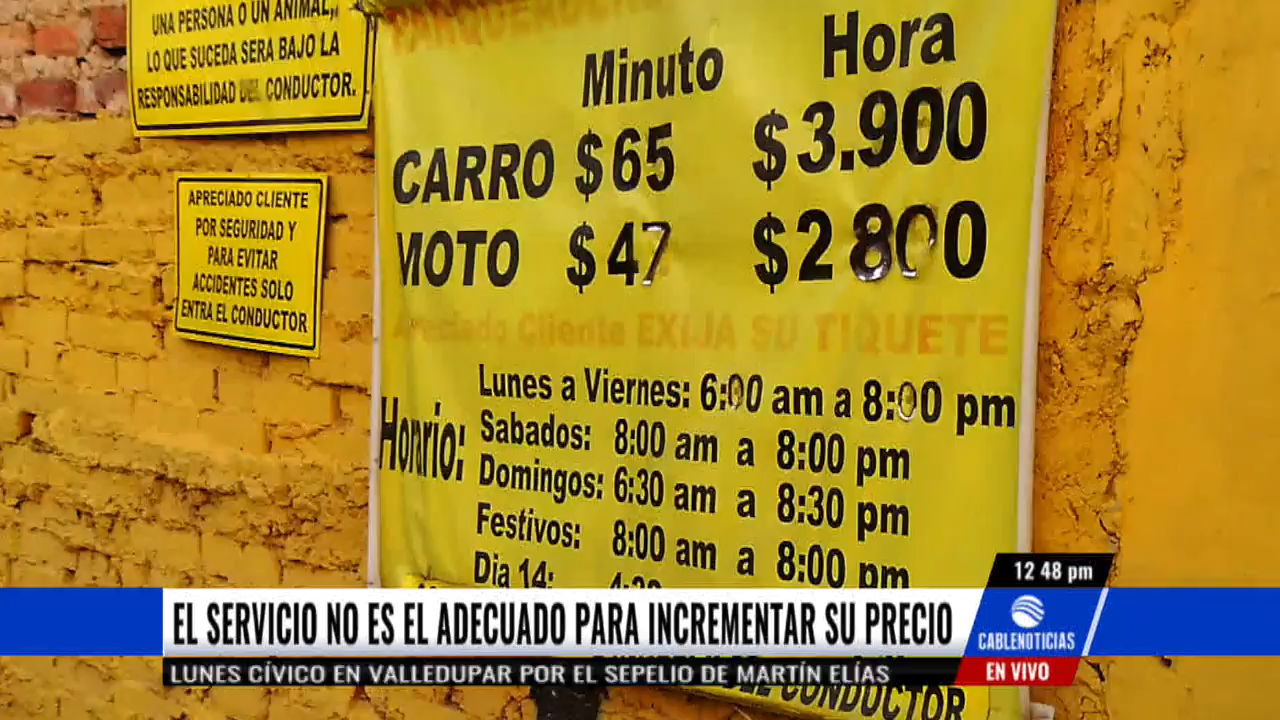 UNA PERSONA O UN ANIMAL,
LO QUE SUCEDA SERA BAJO LA
RESPONSABILIDAD DEL CONDUCTOR.
APRECIADO CLIENTE
POR SEGURIDAD Y
PARA EVITAR
ACCIDENTES SOLO
ENTRA EL CONDUCTOR
Minuto Hora
CARRO $65 $3.900
MOTO $47 $2 800
Apreciado Cliente EXIJA SU TIQUETE
Horario:
Lunes a Viernes: 6:00 am a 8:00 pm
Sabados: 8:00 am a 8:00 pm
Domingos: 6:30 am a 8:30 pm
Festivos: 8:00 am a 8:00 pm
Dia 14:
CONDUCTOR
12 48 pm
CABLENOTICIAS
EN VIVO
EL SERVICIO NO ES EL ADECUADO PARA INCREMENTAR SU PRECIO
LUNES CÍVICO EN VALLEDUPAR POR EL SEPELIO DE MARTÍN ELÍAS